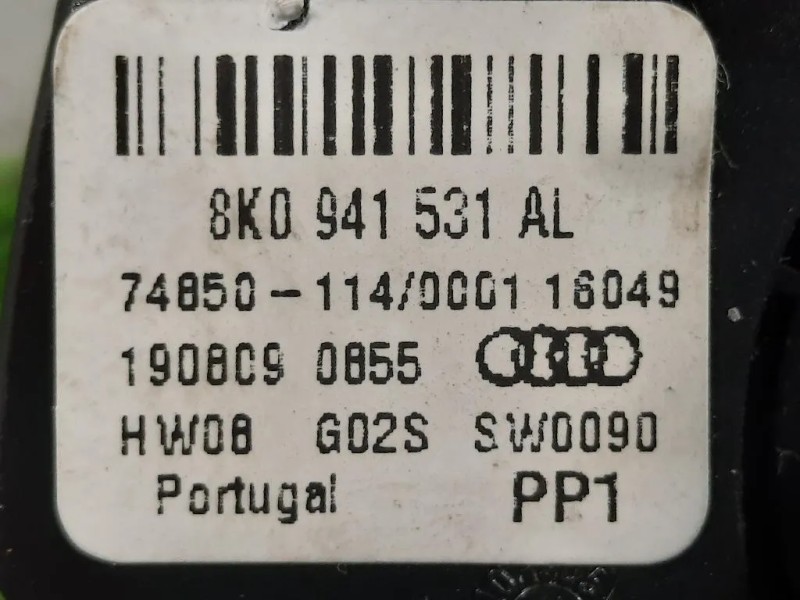 8K0 941 531 AL
74850-114/0001 16049
190809 0855
HW08 G02S SW0090
Portugal PP1